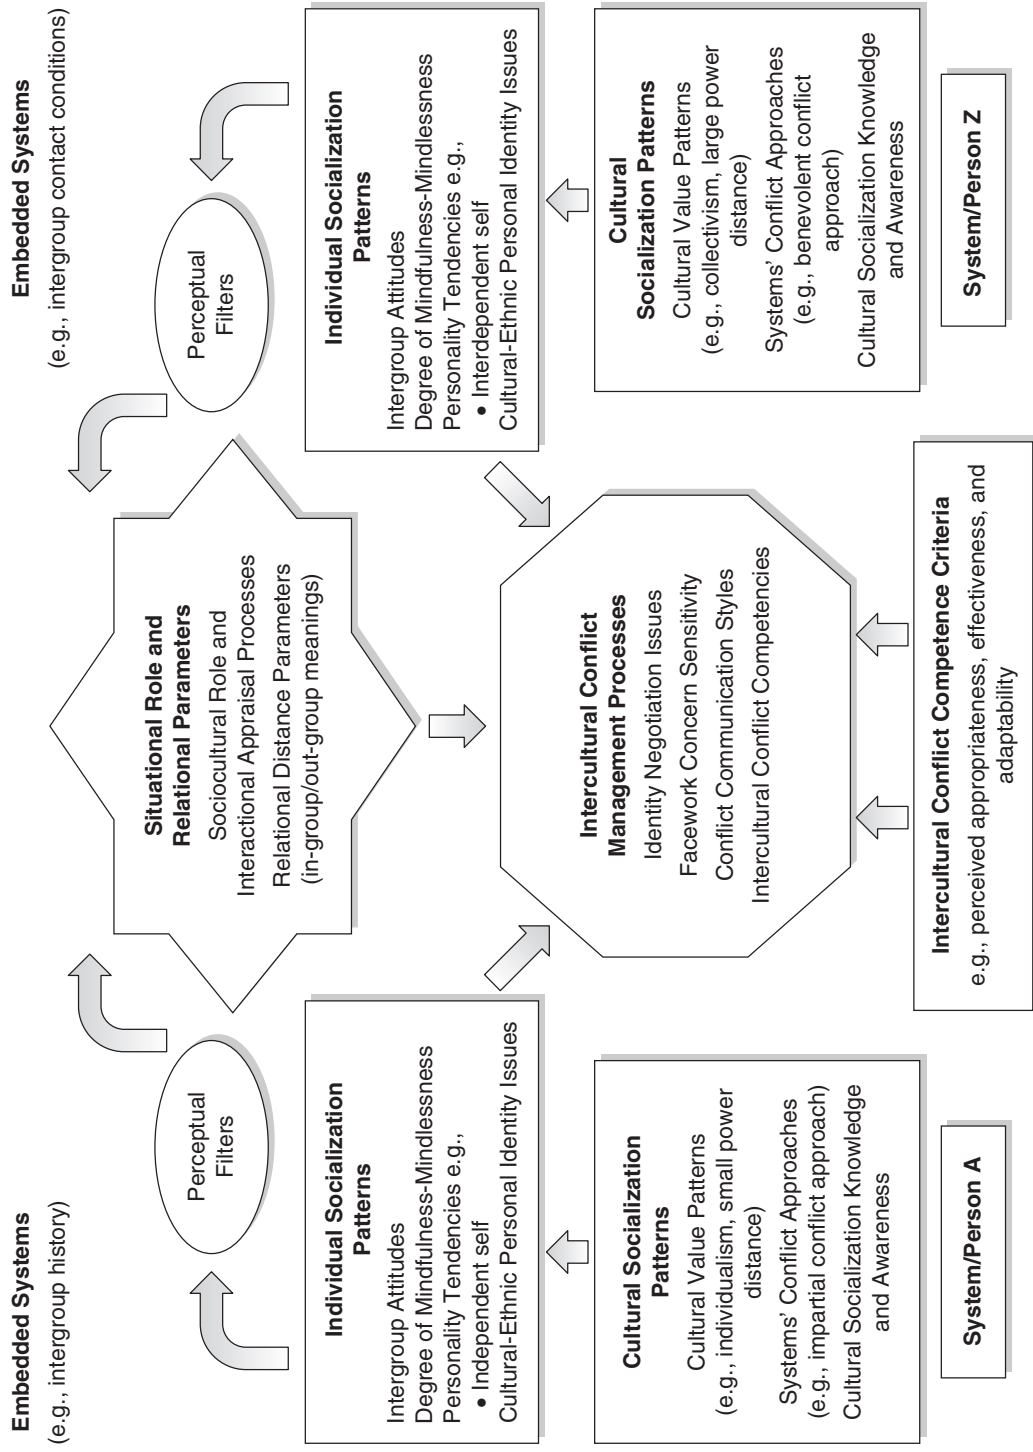 Embedded Systems
(e.g., intergroup history)
Embedded Systems
(e.g., intergroup contact conditions)
Perceptual
Filters
Situational Role and
Relational Parameters
Sociocultural Role and
Interactional Appraisal Processes
Relational Distance Parameters
(in-group/out-group meanings)
Perceptual
Filters
Individual Socialization
Patterns
Intergroup Attitudes
Degree of Mindfulness-Mindlessness
Personality Tendencies e.g.,
• Independent self
Cultural-Ethnic Personal Identity Issues
Intercultural Conflict
Management Processes
Identity Negotiation Issues
Facework Concern Sensitivity
Conflict Communication Styles
Intercultural Conflict Competencies
Individual Socialization
Patterns
Intergroup Attitudes
Degree of Mindfulness-Mindlessness
Personality Tendencies e.g.,
• Interdependent self
Cultural-Ethnic Personal Identity Issues
Cultural Socialization
Patterns
Cultural Value Patterns
(e.g., individualism, small power
distance)
Systems' Conflict Approaches
(e.g., impartial conflict approach)
Cultural Socialization Knowledge
and Awareness
Cultural
Socialization Patterns
Cultural Value Patterns
(e.g., collectivism, large power
distance)
Systems' Conflict Approaches
(e.g., benevolent conflict
approach)
Cultural Socialization Knowledge
and Awareness
System/Person A
Intercultural Conflict Competence Criteria
e.g., perceived appropriateness, effectiveness, and
adaptability
System/Person Z